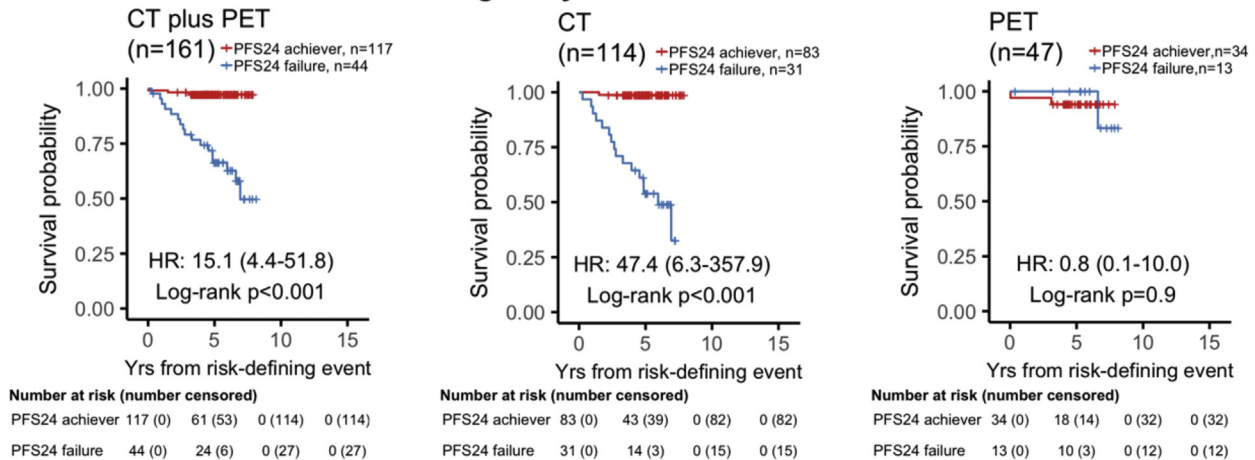 CT plus PET
(n=161)
PFS24 achiever, n=117
PFS24 failure, n=44
Survival probability
1.00
0.75
0.50
0.25
0.00
HR: 15.1 (4.4-51.8)
Log-rank p<0.001
0 5 10 15
Yrs from risk-defining event
Number at risk (number censored)
PFS24 achiever 117 (0) 61 (53) 0 (114) 0 (114)
PFS24 failure 44 (0) 24 (6) 0 (27) 0 (27)
CT
(n=114)
PFS24 achiever, n=83
PFS24 failure, n=31
Survival probability
1.00
0.75
0.50
0.25
0.00
HR: 47.4 (6.3-357.9)
Log-rank p<0.001
0 5 10 15
Yrs from risk-defining event
Number at risk (number censored)
PFS24 achiever 83 (0) 43 (39) 0 (82) 0 (82)
PFS24 failure 31 (0) 14 (3) 0 (15) 0 (15)
PET
(n=47)
PFS24 achiever,n=34
PFS24 failure,n=13
Survival probability
1.00
0.75
0.50
0.25
0.00
HR: 0.8 (0.1-10.0)
Log-rank p=0.9
0 5 10 15
Yrs from risk-defining event
Number at risk (number censored)
PFS24 achiever 34 (0) 18 (14) 0 (32) 0 (32)
PFS24 failure 13 (0) 10 (3) 0 (12) 0 (12)